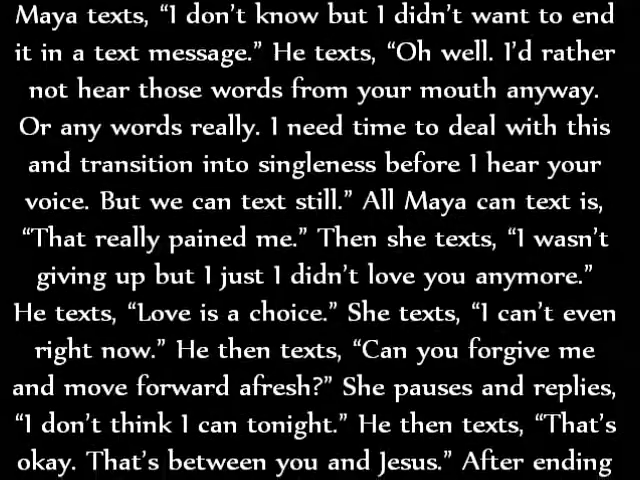 Maya texts, “I don’t know but I didn’t want to end
it in a text message.” He texts, “Oh well. I’d rather
not hear those words from your mouth anyway.
Or any words really. I need time to deal with this
and transition into singleness before I hear your
voice. But we can text still.” All Maya can text is,
“That really pained me.” Then she texts, “I wasn’t
giving up but I just I didn’t love you anymore.”
He texts, “Love is a choice.” She texts, “I can’t even
right now.” He then texts, “Can you forgive me
and move forward afresh?” She pauses and replies,
“I don’t think I can tonight.” He then texts, “That’s
okay. That’s between you and Jesus.” After ending